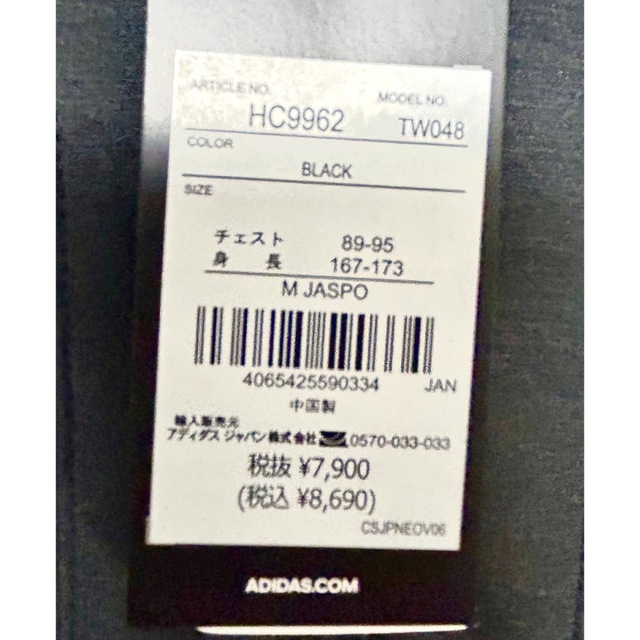 ARTICLE NO.
MODEL NO.
HC9962
TW048
COLOR
BLACK
SIZE
チェスト 89-95
身 長 167-173
M JASPO
4065425590334 JAN
中国製
輸入販売元
アディダス ジャパン株式会社 0570-033-033
税抜 ¥7,900
(税込 ¥8,690)
CSJPNEOV06
ADIDAS.COM